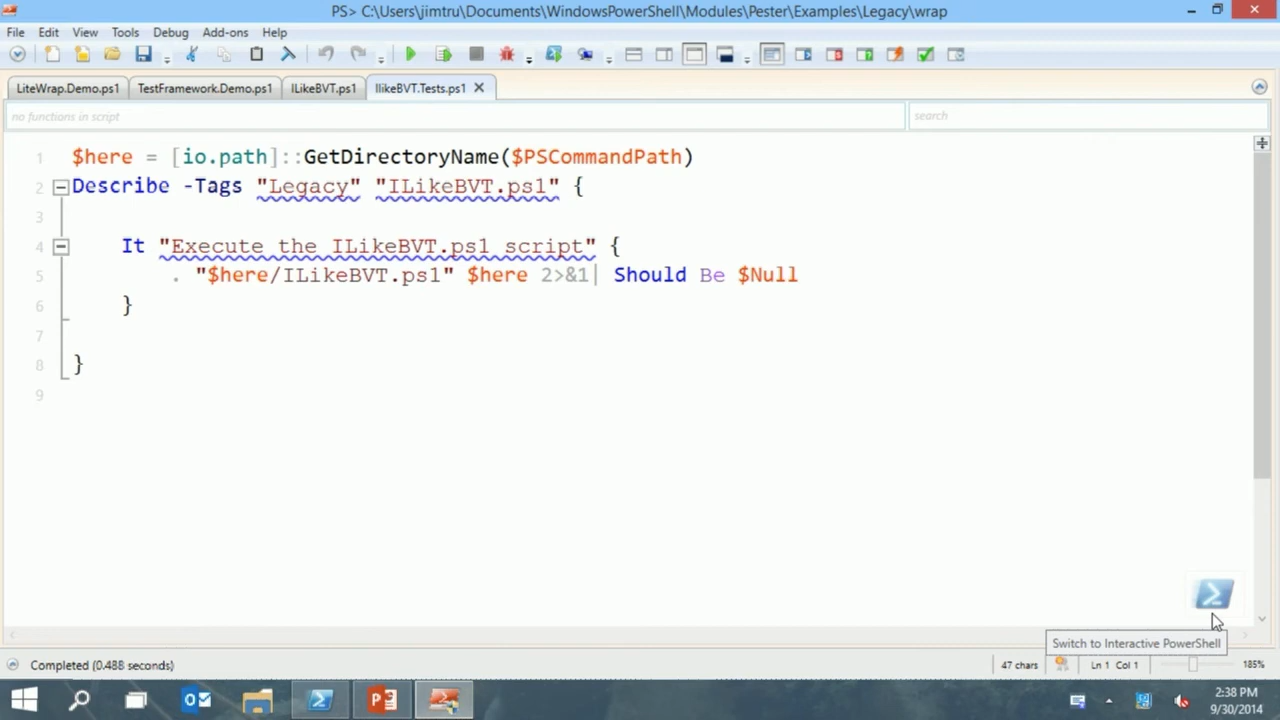 PS> C:\Users\jimtru\Documents\WindowsPowerShell\Modules\Pester\Examples\Legacy\wrap
File Edit View Tools Debug Add-ons Help
LiteWrap.Demo.ps1 TestFramework.Demo.ps1 ILikeBVT.ps1 IlikeBVT.Tests.ps1
no functions in script search
1 $here = [io.path]::GetDirectoryName($PSCommandPath)
2 Describe -Tags "Legacy" "ILikeBVT.ps1" {
3
4 It "Execute the ILikeBVT.ps1 script" {
5 . "$here/ILikeBVT.ps1" $here 2>&1| Should Be $Null
6 }
7
8 }
9
Switch to Interactive PowerShell
Completed (0.488 seconds) 47 chars Ln 1 Col 1 185%
2:38 PM
9/30/2014